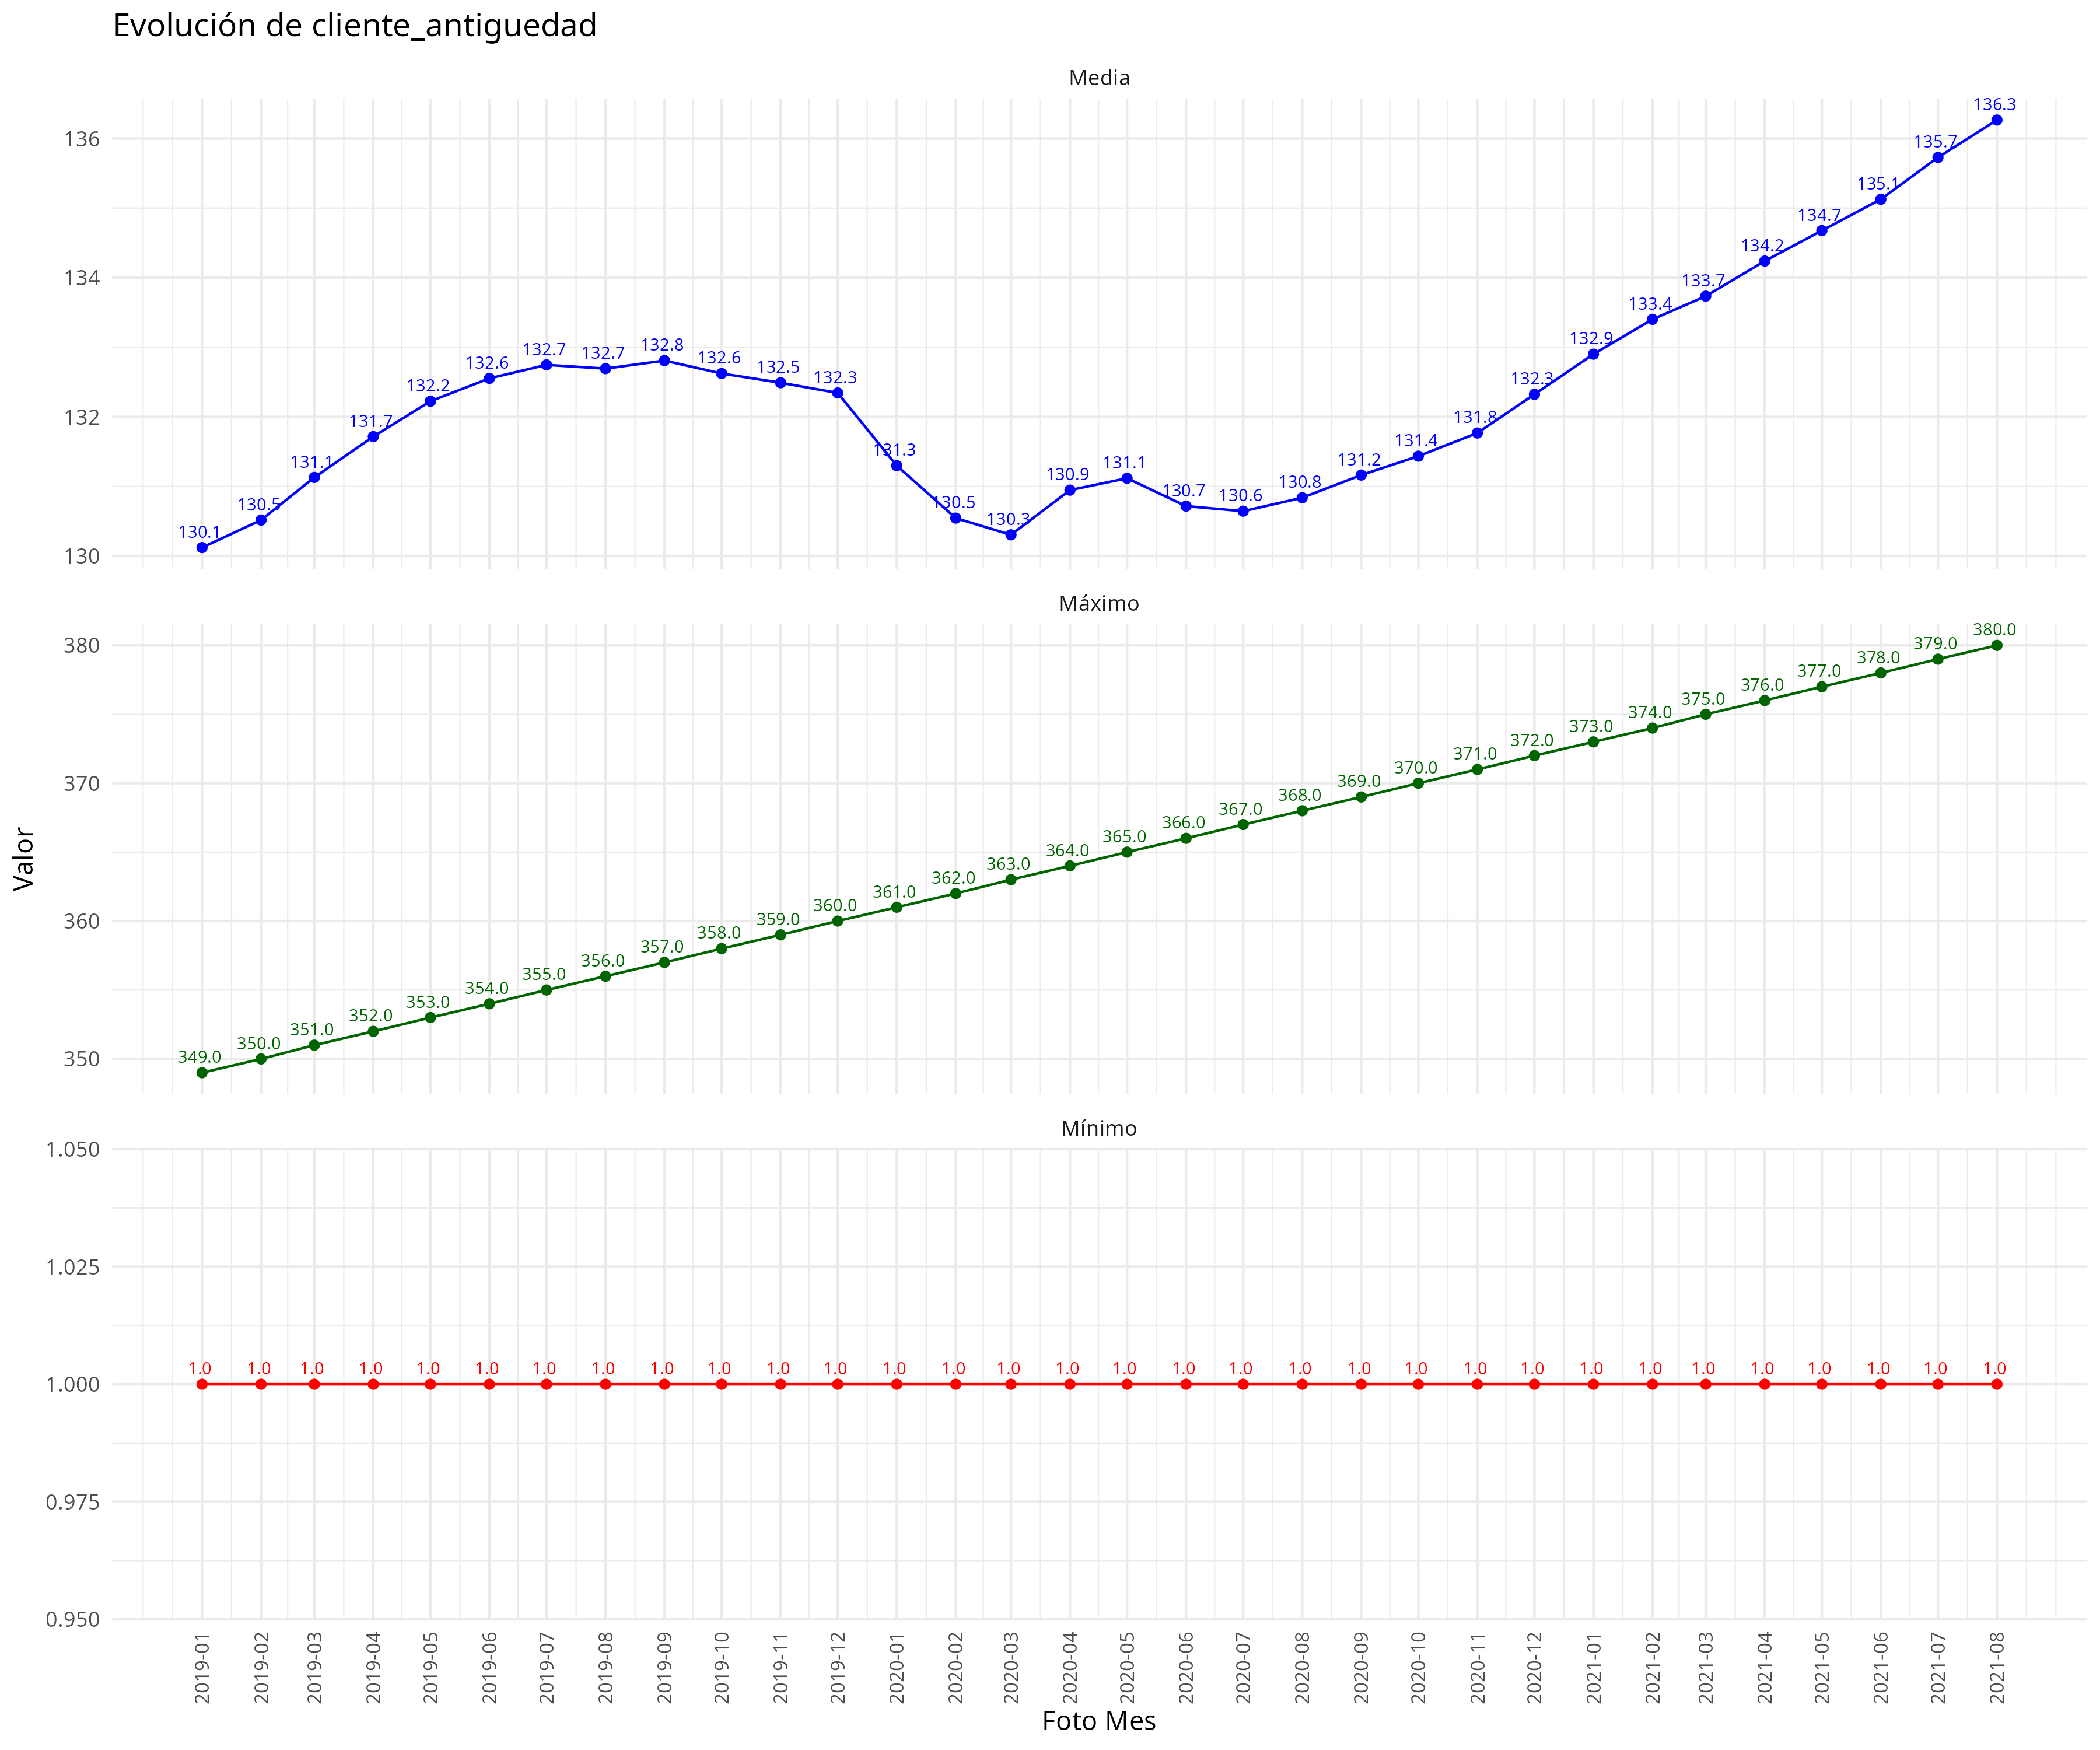 Evolución de cliente_antiguedad
Media
136
134
132
130
130.1 130.5 131.1 131.7 132.2 132.6 132.7 132.7 132.8 132.6 132.5 132.3 131.3 130.5 130.3 130.9 131.1 130.7 130.6 130.8 131.2 131.4 131.8 132.3 132.9 133.4 133.7 134.2 134.7 135.1 135.7 136.3
Máximo
380
370
360
350
349.0 350.0 351.0 352.0 353.0 354.0 355.0 356.0 357.0 358.0 359.0 360.0 361.0 362.0 363.0 364.0 365.0 366.0 367.0 368.0 369.0 370.0 371.0 372.0 373.0 374.0 375.0 376.0 377.0 378.0 379.0 380.0
Valor
Mínimo
1.050
1.025
1.000
0.975
0.950
1.0 1.0 1.0 1.0 1.0 1.0 1.0 1.0 1.0 1.0 1.0 1.0 1.0 1.0 1.0 1.0 1.0 1.0 1.0 1.0 1.0 1.0 1.0 1.0 1.0 1.0 1.0 1.0 1.0 1.0 1.0 1.0
2019-01 2019-02 2019-03 2019-04 2019-05 2019-06 2019-07 2019-08 2019-09 2019-10 2019-11 2019-12 2020-01 2020-02 2020-03 2020-04 2020-05 2020-06 2020-07 2020-08 2020-09 2020-10 2020-11 2020-12 2021-01 2021-02 2021-03 2021-04 2021-05 2021-06 2021-07 2021-08
Foto Mes